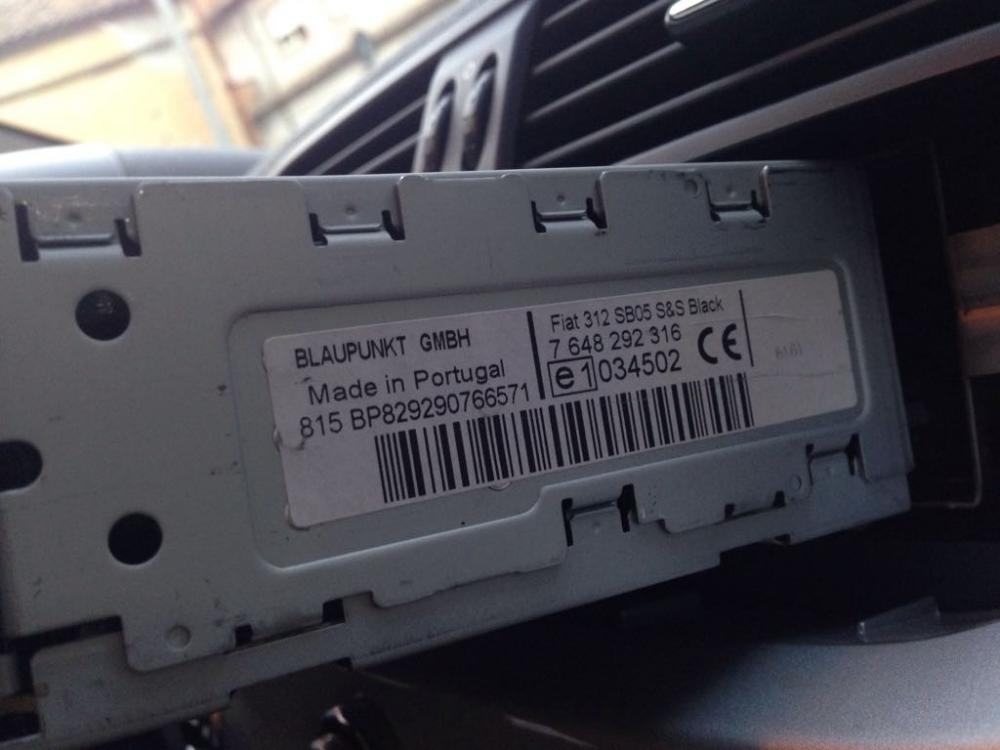 BLAUPUNKT GMBH
Made in Portugal
815 BP829290766571
Fiat 312 SB05 S&S Black
7 648 292 316
e1 034502 CE